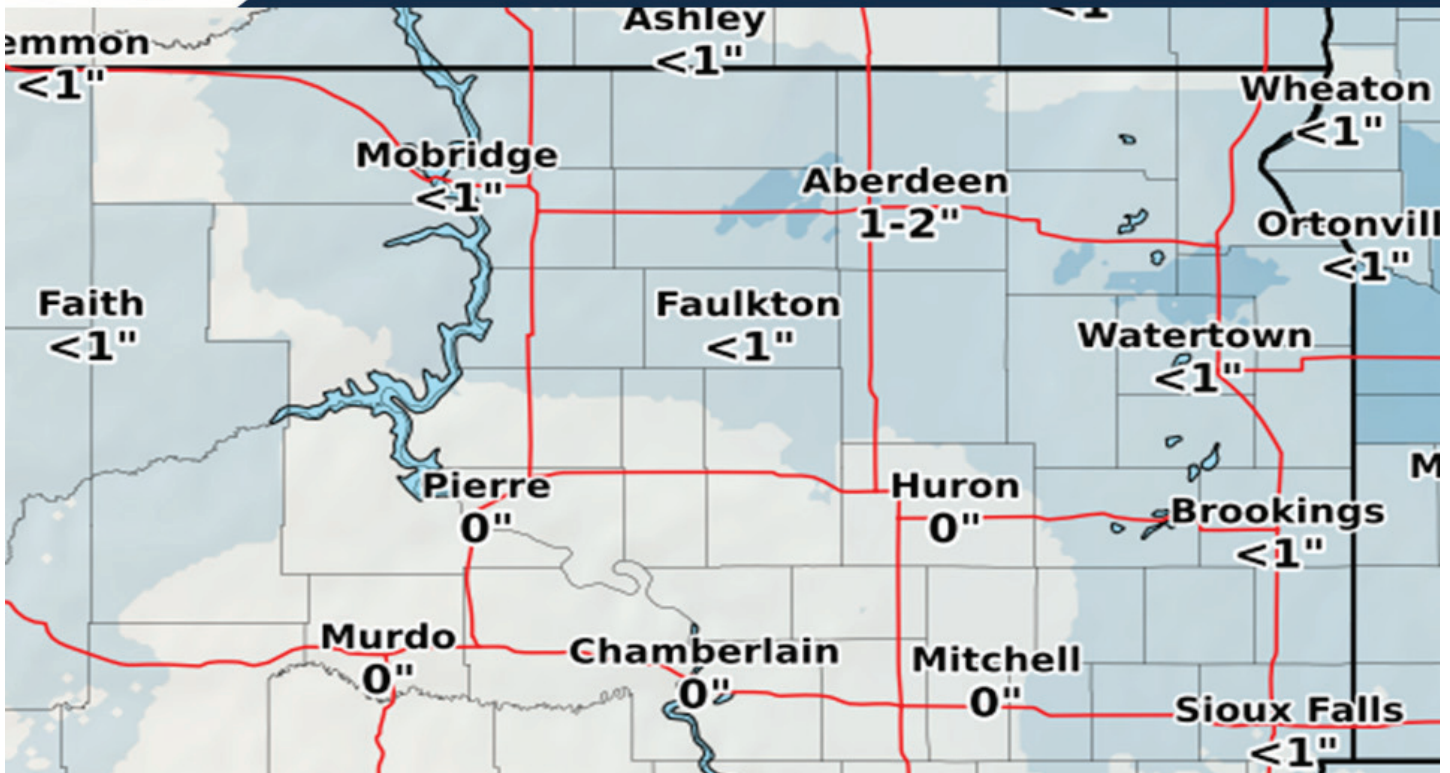 Ashley
<1"
<1"
emmon
<1"
Wheaton
<1"
Mobridge
<1"
Aberdeen
1-2"
Ortonvill
<1"
Faith
<1"
Faulkton
<1"
Watertown
<1"
Pierre
0"
Huron
0"
M
Brookings
<1"
Murdo
0"
Chamberlain
0"
Mitchell
0"
Sioux Falls
<1"